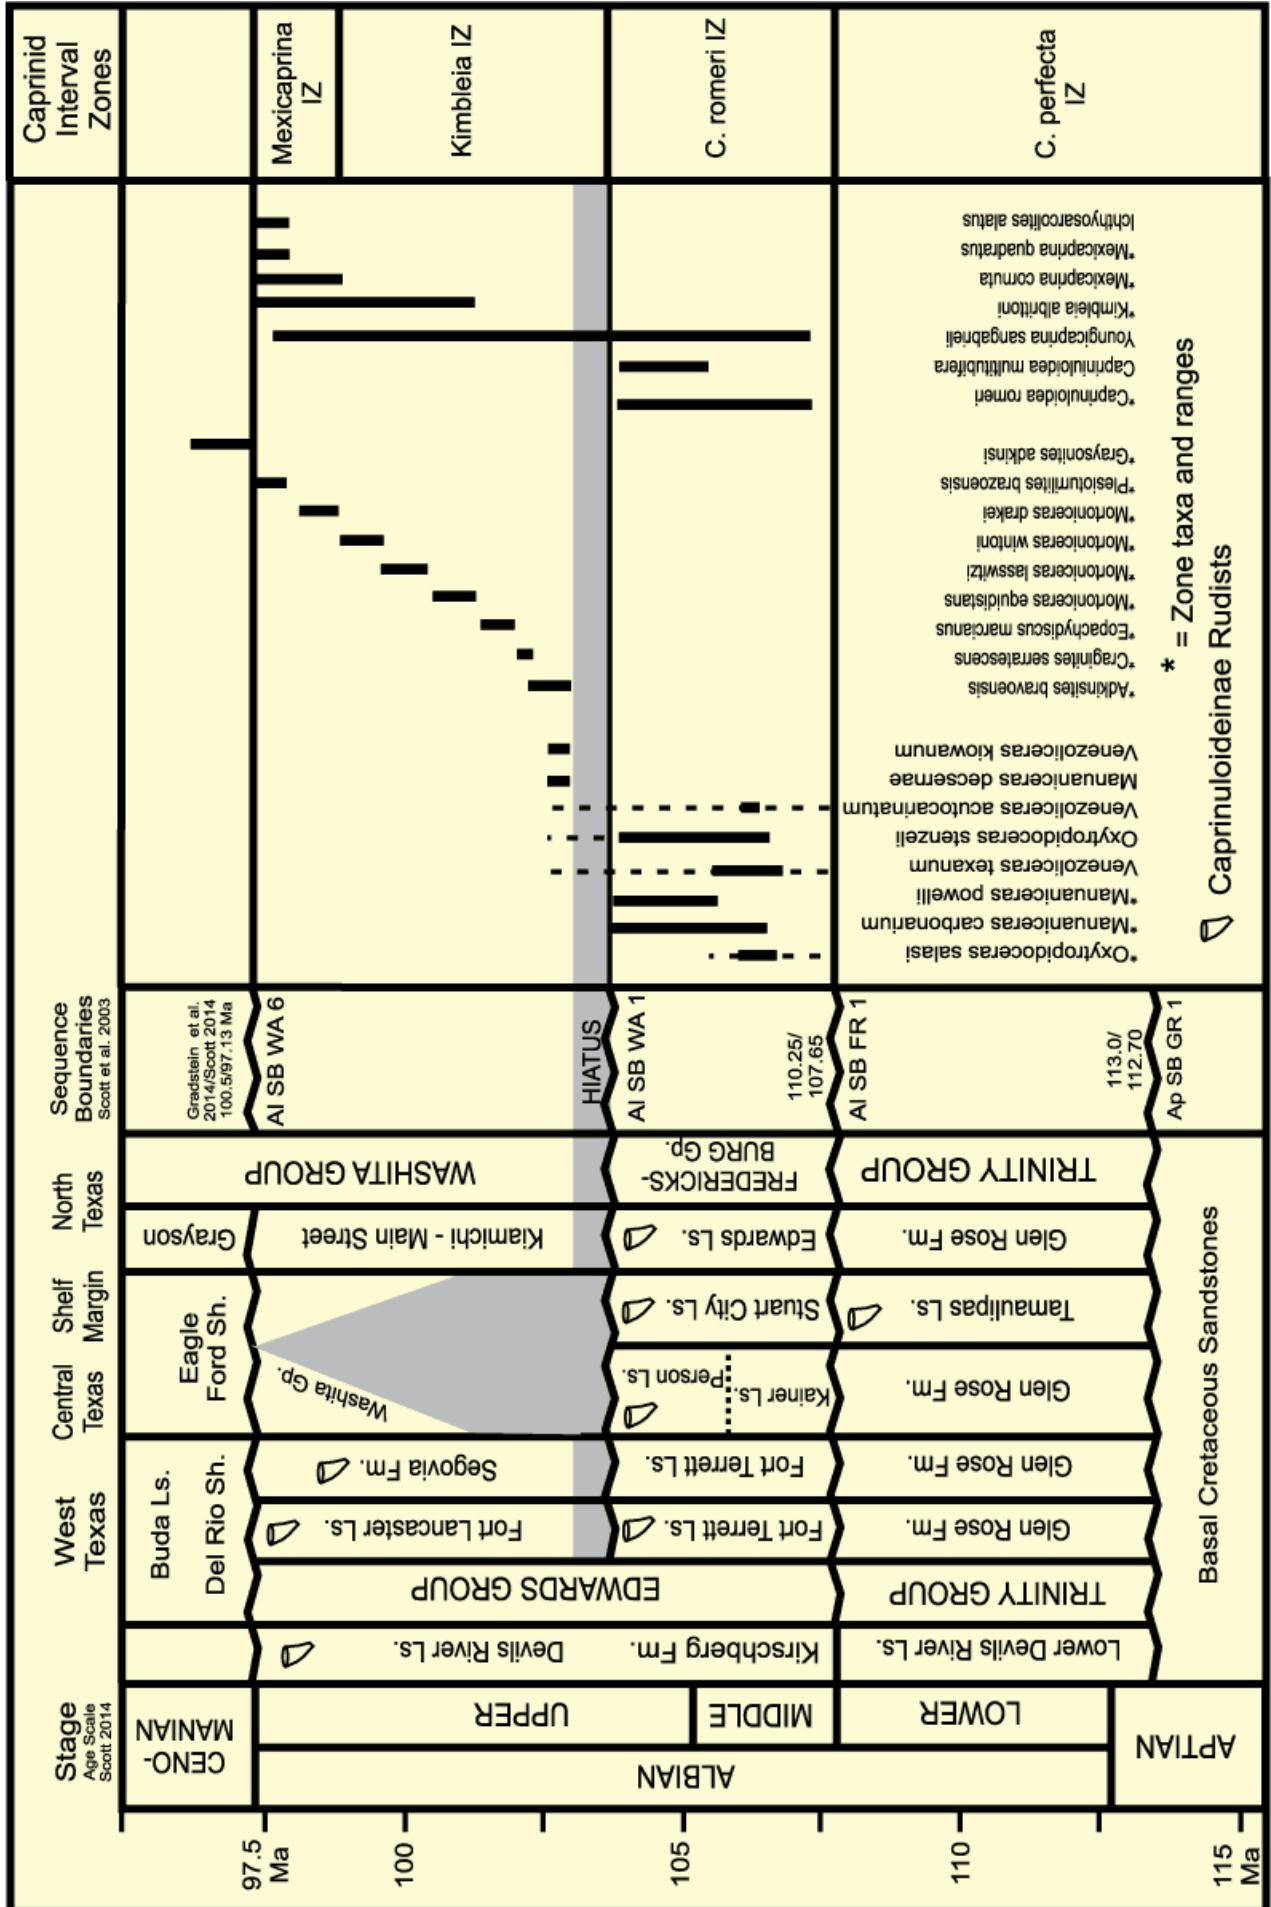 Stage
Age Scale
Scott 2014
West
Texas
Central
Texas
Shelf
Margin
North
Texas
Sequence
Boundaries
Scott et al. 2003
Caprinid
Interval
Zones
97.5
Ma
100
105
110
115
Ma
CENO-
MANIAN
ALBIAN
UPPER
MIDDLE
LOWER
APTIAN
Devils River Ls.
Kirschberg Fm.
Lower Devils River Ls.
EDWARDS GROUP
TRINITY GROUP
Buda Ls.
Del Rio Sh.
Fort Lancaster Ls.
Fort Terrett Ls.
Glen Rose Fm.
Segovia Fm.
Fort Terrett Ls.
Glen Rose Fm.
Eagle
Ford Sh.
Washita Gp.
Person Ls.
Kainer Ls.
Glen Rose Fm.
Stuart City Ls.
Tamaulipas Ls.
Grayson
Kiamichi - Main Street
Edwards Ls.
Glen Rose Fm.
WASHITA GROUP
FREDERICKS-
BURG Gp.
TRINITY GROUP
Basal Cretaceous Sandstones
Gradstein et al.
2014/Scott 2014
100.5/97.13 Ma
Al SB WA 6
HIATUS
Al SB WA 1
110.25/
107.65
Al SB FR 1
113.0/
112.70
Ap SB GR 1
*Oxytropidoceras salasi
*Manuaniceras carbonarium
*Manuaniceras powelli
Venezoliceras texanum
Oxytropidoceras stenzeli
Venezoliceras acutocarinatum
Manuaniceras decsernae
Venezoliceras kiowanum
*Adkinsites bravoensis
*Craginites serratescens
*Eopachydiscus marcianus
*Mortoniceras equidistans
*Mortoniceras lasswitzi
*Mortoniceras wintoni
*Mortoniceras drakei
*Plesioturrilites brazoensis
*Graysonites adkinsi
*Caprinuloidea romeri
Capriniuloidea multitubifera
Youngicaprina sangabrieli
*Kimbleia albrittoni
*Mexicaprina cornuta
*Mexicaprina quadratus
Ichthyosarcolites alatus
* = Zone taxa and ranges
Caprinuloideinae Rudists
Mexicaprina
IZ
Kimbleia IZ
C. romeri IZ
C. perfecta
IZ